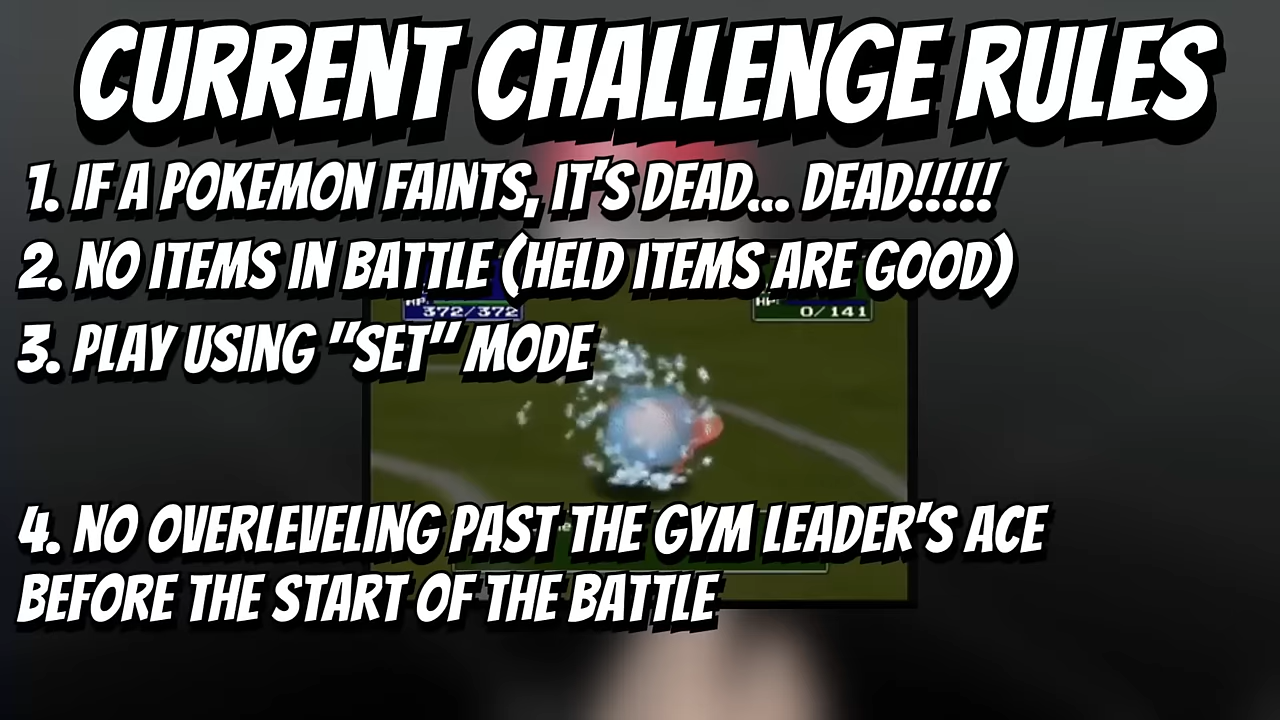 CURRENT CHALLENGE RULES
1. IF A POKEMON FAINTS, IT'S DEAD... DEAD!!!!!
2. NO ITEMS IN BATTLE (HELD ITEMS ARE GOOD)
HP: 372/372
HP: 0/141
3. PLAY USING "SET" MODE
4. NO OVERLEVELING PAST THE GYM LEADER'S ACE
BEFORE THE START OF THE BATTLE